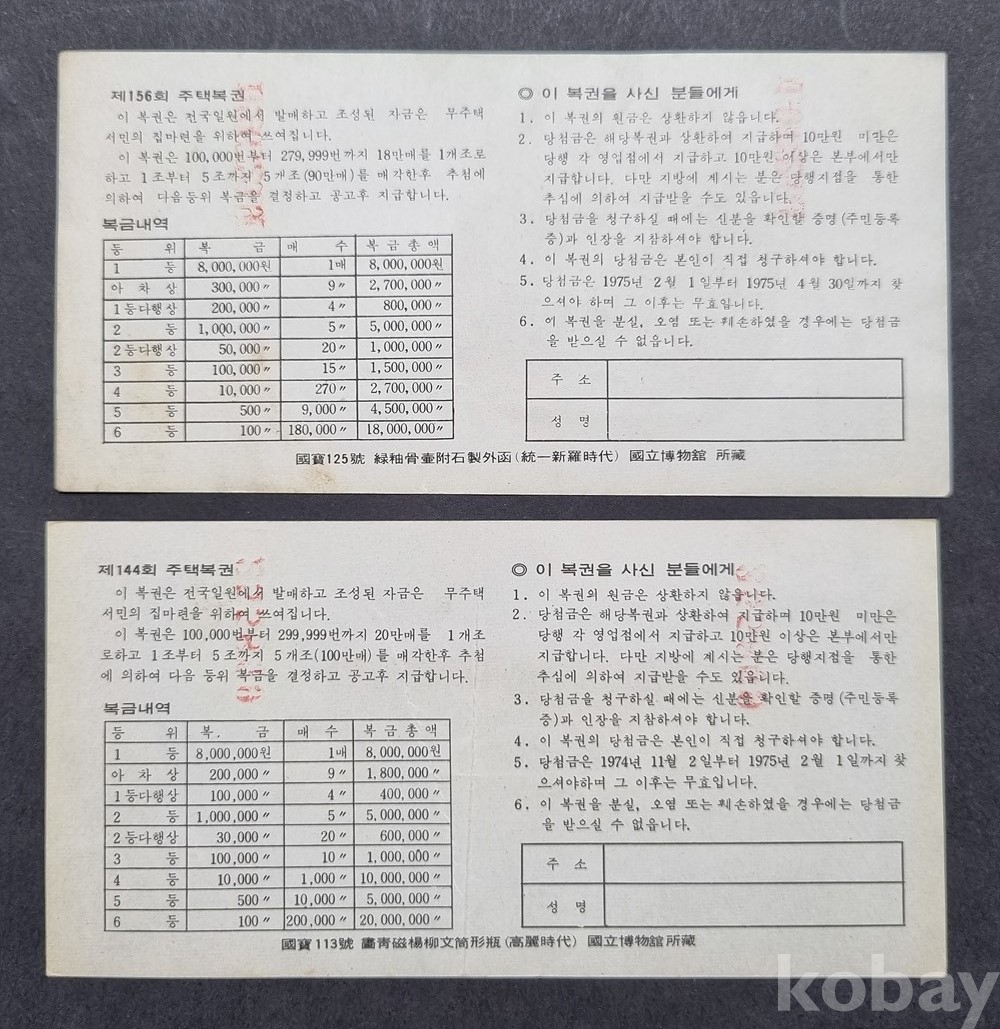 제156회 주택복권
이 복권은 전국일원에서 발매하고 조성된 자금은 무주택
서민의 집마련을 위하여 쓰여집니다.
이 복권은 100,000번부터 279,999번까지 18만매를 1개조로
하고 1조부터 5조까지 5개조(90만매)를 매각한후 추첨에
의하여 다음등위 복금을 결정하고 공고후 지급합니다.
복금내역
등 위 복 금 매 수 복금총액
1 등 8,000,000원 1매 8,000,000원
아차상 300,000〃 9〃 2,700,000〃
1등다행상 200,000〃 4〃 800,000〃
2 등 1,000,000〃 5〃 5,000,000〃
2등다행상 50,000〃 20〃 1,000,000〃
3 등 100,000〃 15〃 1,500,000〃
4 등 10,000〃 270〃 2,700,000〃
5 등 500〃 9,000〃 4,500,000〃
6 등 100〃 180,000〃 18,000,000〃
◎ 이 복권을 사신 분들에게
1. 이 복권의 원금은 상환하지 않읍니다.
2. 당첨금은 해당복권과 상환하여 지급하며 10만원 미만은
당행 각 영업점에서 지급하고 10만원 이상은 본부에서만
지급합니다. 다만 지방에 계시는 분은 당행지점을 통한
추심에 의하여 지급받을 수도 있읍니다.
3. 당첨금을 청구하실 때에는 신분을 확인할 증명(주민등록
증)과 인장을 지참하셔야 합니다.
4. 이 복권의 당첨금은 본인이 직접 청구하셔야 합니다.
5. 당첨금은 1975년 2월 1일부터 1975년 4월 30일까지 찾
으셔야 하며 그 이후는 무효입니다.
6. 이 복권을 분실, 오염 또는 훼손하였을 경우에는 당첨금
을 받으실 수 없읍니다.
주 소
성 명
國寶125號 緑釉骨壷附石製外函(統一新羅時代) 國立博物舘 所藏
제144회 주택복권
이 복권은 전국일원에서 발매하고 조성된 자금은 무주택
서민의 집마련을 위하여 쓰여집니다.
이 복권은 100,000번부터 299,999번까지 20만매를 1개조
로하고 1조부터 5조까지 5개조(100만매)를 매각한후 추첨
에 의하여 다음 등위 복금을 결정하고 공고후 지급합니다.
복금내역
등 위 복. 금 매 수 복금총액
1 등 8,000,000원 1매 8,000,000원
아차상 200,000〃 9〃 1,800,000〃
1등다행상 100,000〃 4〃 400,000〃
2 등 1,000,000〃 5〃 5,000,000〃
2등다행상 30,000〃 20〃 600,000〃
3 등 100,000〃 10〃 1,000,000〃
4 등 10,000〃 1,000〃 10,000,000〃
5 등 500〃 10,000〃 5,000,000〃
6 등 100〃 200,000〃 20,000,000〃
◎ 이 복권을 사신 분들에게
1. 이 복권의 원금은 상환하지 않읍니다.
2. 당첨금은 해당복권과 상환하여 지급하며 10만원 미만은
당행 각 영업점에서 지급하고 10만원 이상은 본부에서만
지급합니다. 다만 지방에 계시는 분은 당행지점을 통한
추심에 의하여 지급받을 수도 있읍니다.
3. 당첨금을 청구하실 때에는 신분을 확인할 증명(주민등록
증)과 인장을 지참하셔야 합니다.
4. 이 복권의 당첨금은 본인이 직접 청구하셔야 합니다.
5. 당첨금은 1974년 11월 2일부터 1975년 2월 1일까지 찾
으셔야하며 그 이후는 무효입니다.
6. 이 복권을 분실, 오염 또는 훼손하였을 경우에는 당첨금
을 받으실 수 없읍니다.
주 소
성 명
國寶113號 畵靑磁楊柳文筒形瓶(高麗時代) 國立博物舘所藏
kobay